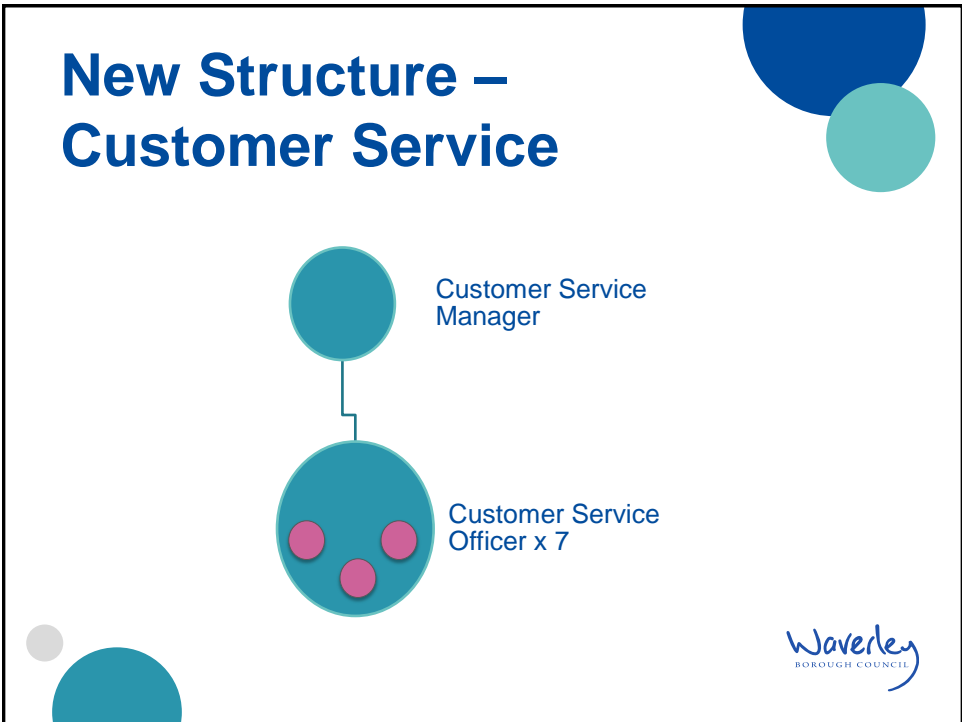 New Structure –
Customer Service
Customer Service
Manager
Customer Service
Officer x 7
Waverley
BOROUGH COUNCIL